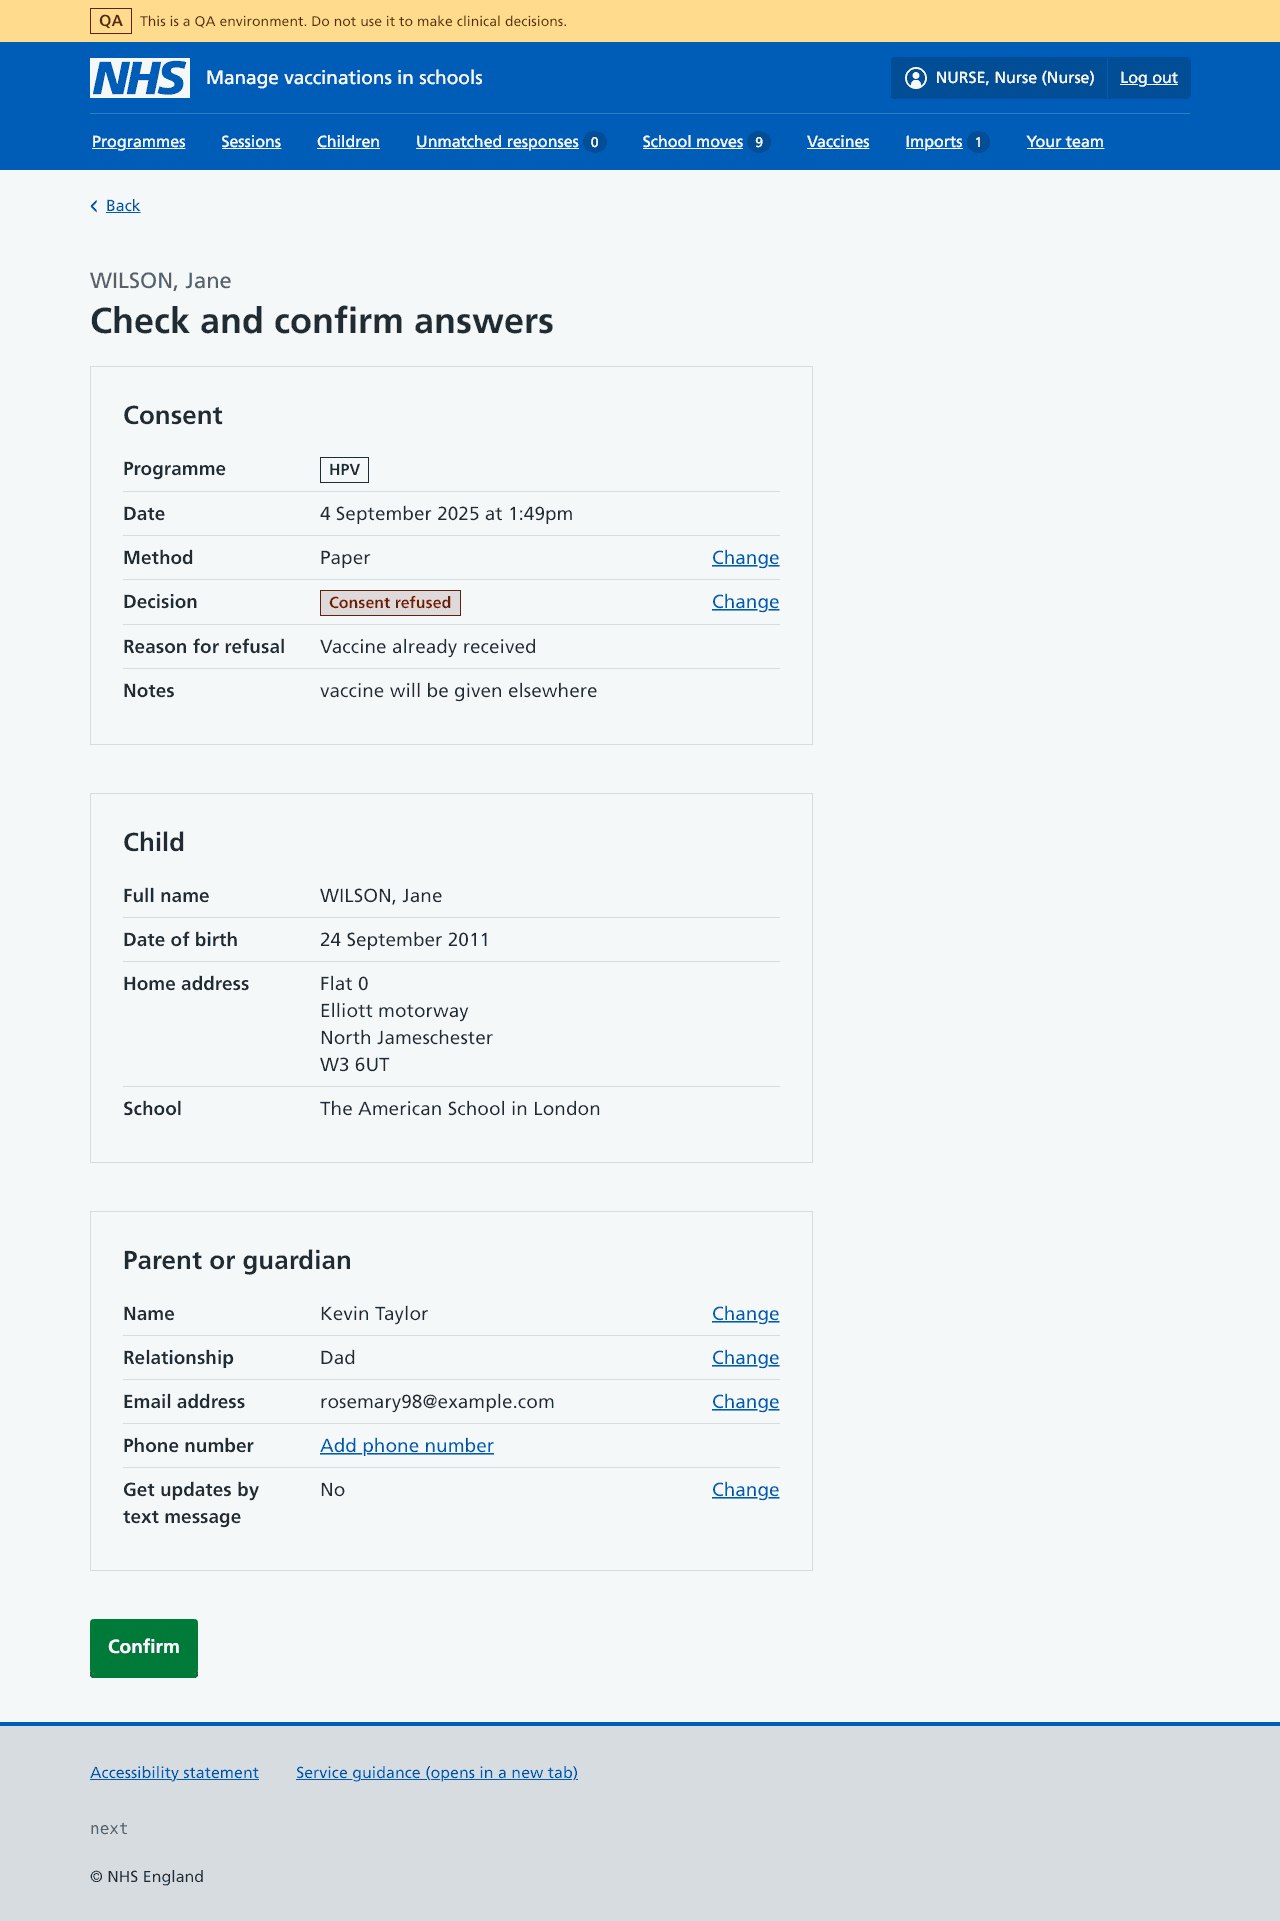 QA This is a QA environment. Do not use it to make clinical decisions.
NHS Manage vaccinations in schools NURSE, Nurse (Nurse) Log out
Programmes Sessions Children Unmatched responses 0 School moves 9 Vaccines Imports 1 Your team
Back
WILSON, Jane
Check and confirm answers
Consent
Programme HPV
Date 4 September 2025 at 1:49pm
Method Paper Change
Decision Consent refused Change
Reason for refusal Vaccine already received
Notes vaccine will be given elsewhere
Child
Full name WILSON, Jane
Date of birth 24 September 2011
Home address Flat 0
Elliott motorway
North Jameschester
W3 6UT
School The American School in London
Parent or guardian
Name Kevin Taylor Change
Relationship Dad Change
Email address rosemary98@example.com Change
Phone number Add phone number
Get updates by No Change
text message
Confirm
Accessibility statement Service guidance (opens in a new tab)
next
© NHS England